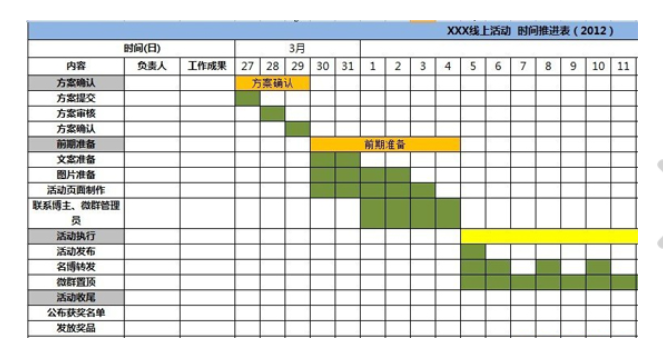 XXX线上活动 时间推进表（2012）
时间(日) 3月
内容 负责人 工作成果 27 28 29 30 31 1 2 3 4 5 6 7 8 9 10 11
方案确认 方案确认
方案提交
方案审核
方案确认
前期准备 前期准备
文案准备
图片准备
活动页面制作
联系博主、微群管理
员
活动执行
活动发布
名博转发
微群置顶
活动收尾
公布获奖名单
发放奖品